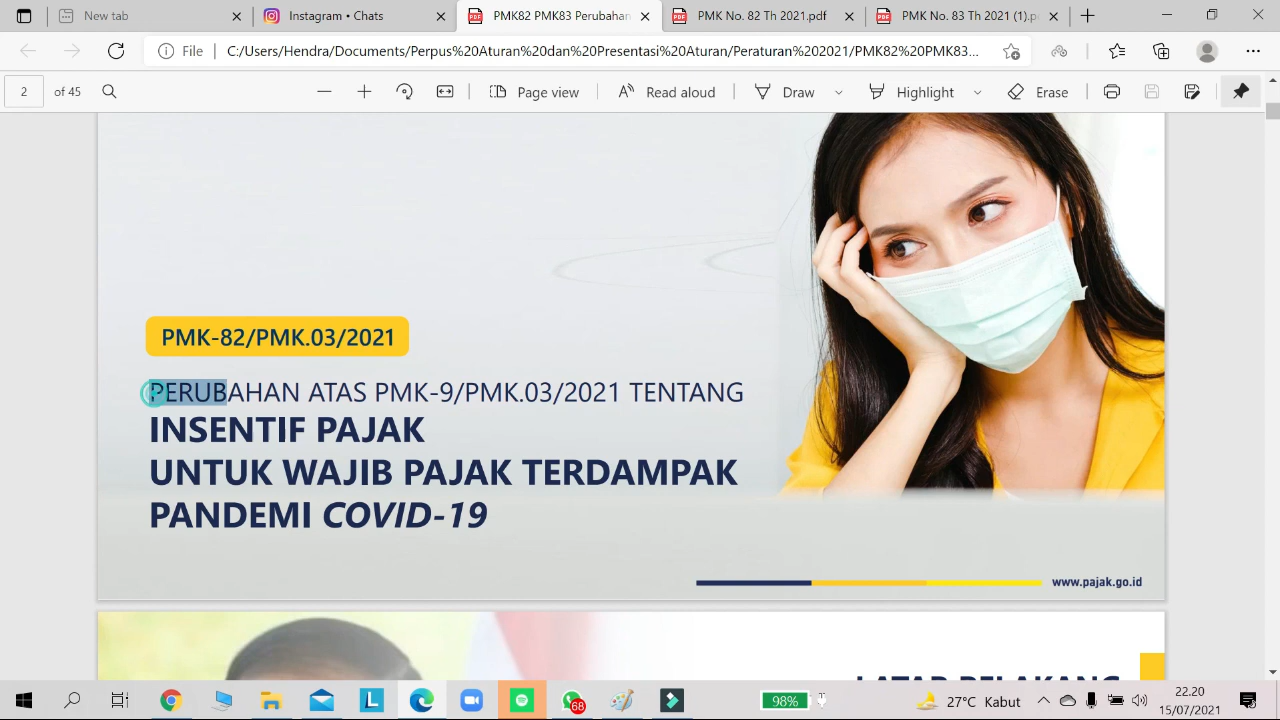 New tab
Instagram • Chats
PMK82 PMK83 Perubahan
PMK No. 82 Th 2021.pdf
PMK No. 83 Th 2021 (1).p
File
C:/Users/Hendra/Documents/Perpus%20Aturan%20dan%20Presentasi%20Aturan/Peraturan%202021/PMK82%20PMK83...
2 of 45
Page view
Read aloud
Draw
Highlight
Erase
PMK-82/PMK.03/2021
PERUBAHAN ATAS PMK-9/PMK.03/2021 TENTANG
INSENTIF PAJAK
UNTUK WAJIB PAJAK TERDAMPAK
PANDEMI COVID-19
www.pajak.go.id
LATAR BELAKANG
68
98%
27°C Kabut
22.20
15/07/2021